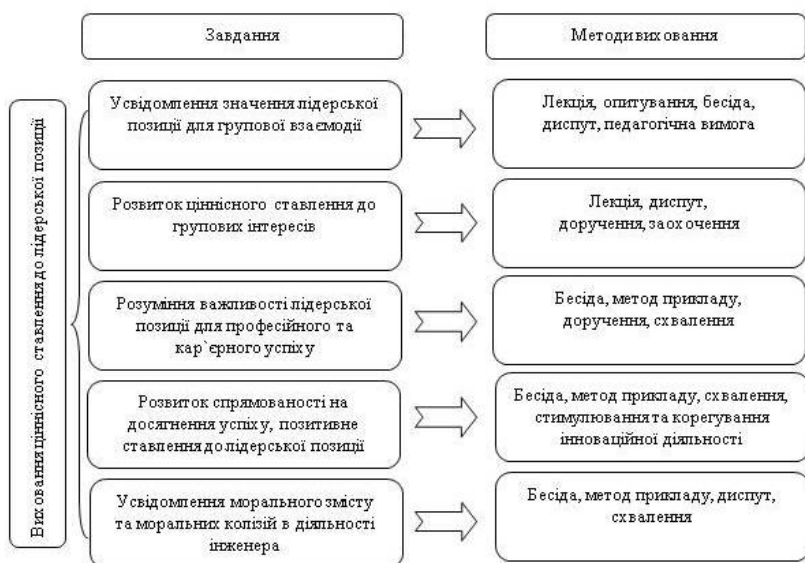 Завдання
Методи виховання
Виховання ціннісного ставлення до лідерської позиції
Усвідомлення значення лідерської
позиції для групової взаємодії
Лекція, опитування, бесіда,
диспут, педагогічна вимога
Розвиток ціннісного ставлення до
групових інтересів
Лекція, диспут,
доручення, заохочення
Розуміння важливості лідерської
позиції для професійного та
кар`єрного успіху
Бесіда, метод прикладу,
доручення, схвалення
Розвиток спрямованості на
досягнення успіху, позитивне
ставлення до лідерської позиції
Бесіда, метод прикладу, схвалення,
стимулювання та корегування
інноваційної діяльності
Усвідомлення морального змісту
та моральних колізій в діяльності
інженера
Бесіда, метод прикладу, диспут,
схвалення